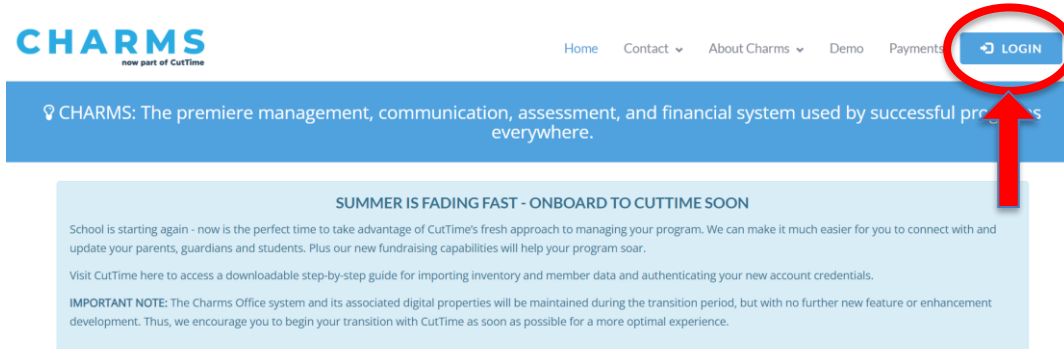 CHARMS
now part of CutTime
Home Contact About Charms Demo Payments LOGIN
CHARMS: The premiere management, communication, assessment, and financial system used by successful
everywhere.
SUMMER IS FADING FAST - ONBOARD TO CUTTIME SOON
School is starting again - now is the perfect time to take advantage of CutTime's fresh approach to managing your program. We can make it much easier for you to connect with and
update your parents, guardians and students. Plus our new fundraising capabilities will help your program soar.
Visit CutTime here to access a downloadable step-by-step guide for importing inventory and member data and authenticating your new account credentials.
IMPORTANT NOTE: The Charms Office system and its associated digital properties will be maintained during the transition period, but with no further new feature or enhancement
development. Thus, we encourage you to begin your transition with CutTime as soon as possible for a more optimal experience.